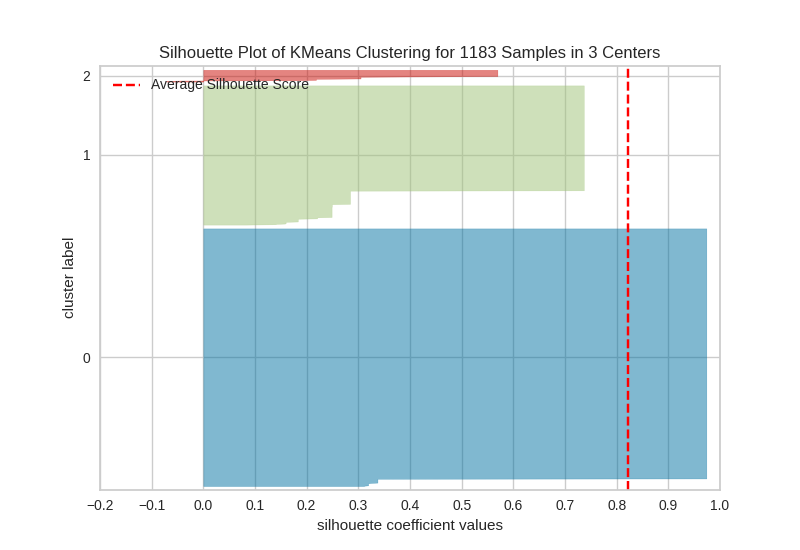 Silhouette Plot of KMeans Clustering for 1183 Samples in 3 Centers
2
Average Silhouette Score
1
cluster label
0
−0.2 −0.1 0.0 0.1 0.2 0.3 0.4 0.5 0.6 0.7 0.8 0.9 1.0
silhouette coefficient values